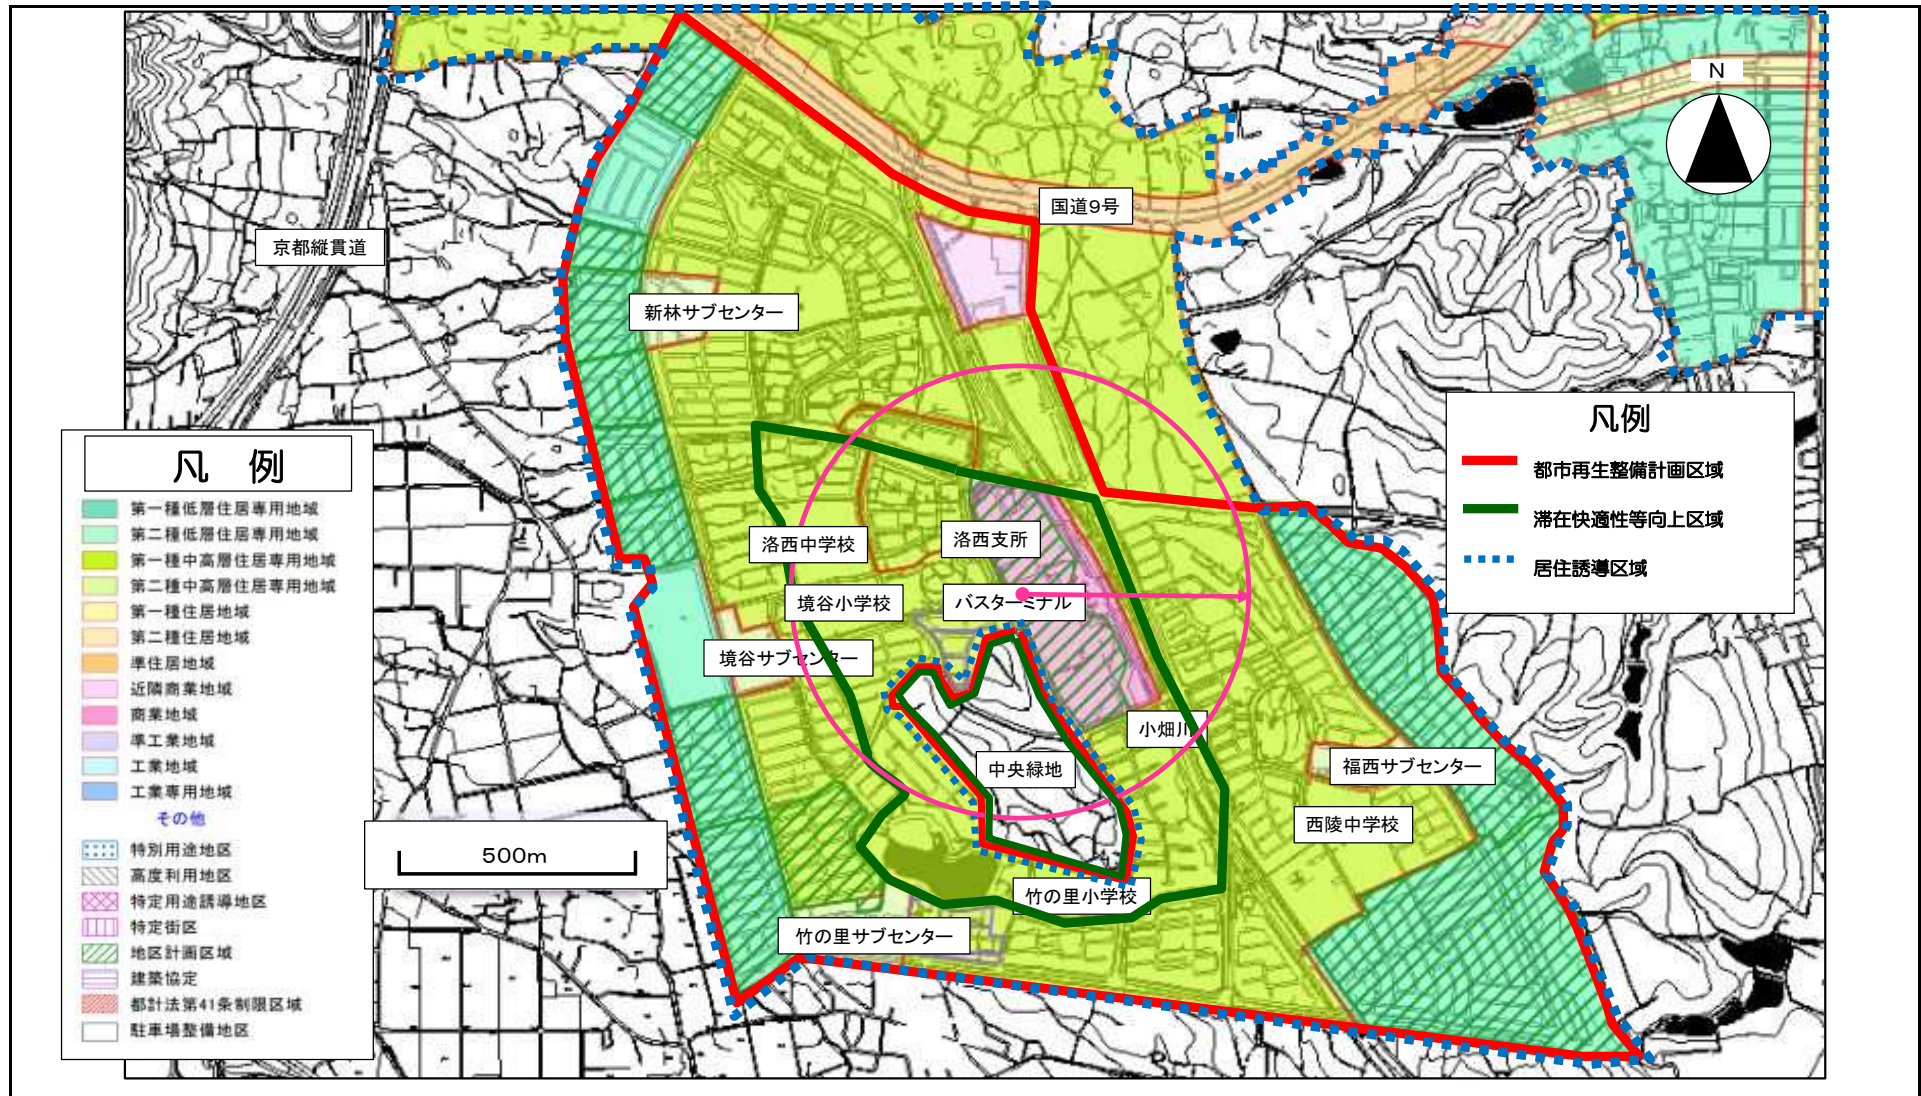 N
国道9号
京都縦貫道
新林サブセンター
凡 例
第一種低層住居専用地域
第二種低層住居専用地域
第一種中高層住居専用地域
第二種中高層住居専用地域
第一種住居地域
第二種住居地域
準住居地域
近隣商業地域
商業地域
準工業地域
工業地域
工業専用地域
その他
特別用途地区
高度利用地区
特定用途誘導地区
特定街区
地区計画区域
建築協定
都計法第41条制限区域
駐車場整備地区
凡例
都市再生整備計画区域
滞在快適性等向上区域
居住誘導区域
洛西中学校
洛西支所
境谷小学校
バスターミナル
境谷サブセンター
小畑川
中央緑地
福西サブセンター
西陵中学校
500m
竹の里小学校
竹の里サブセンター